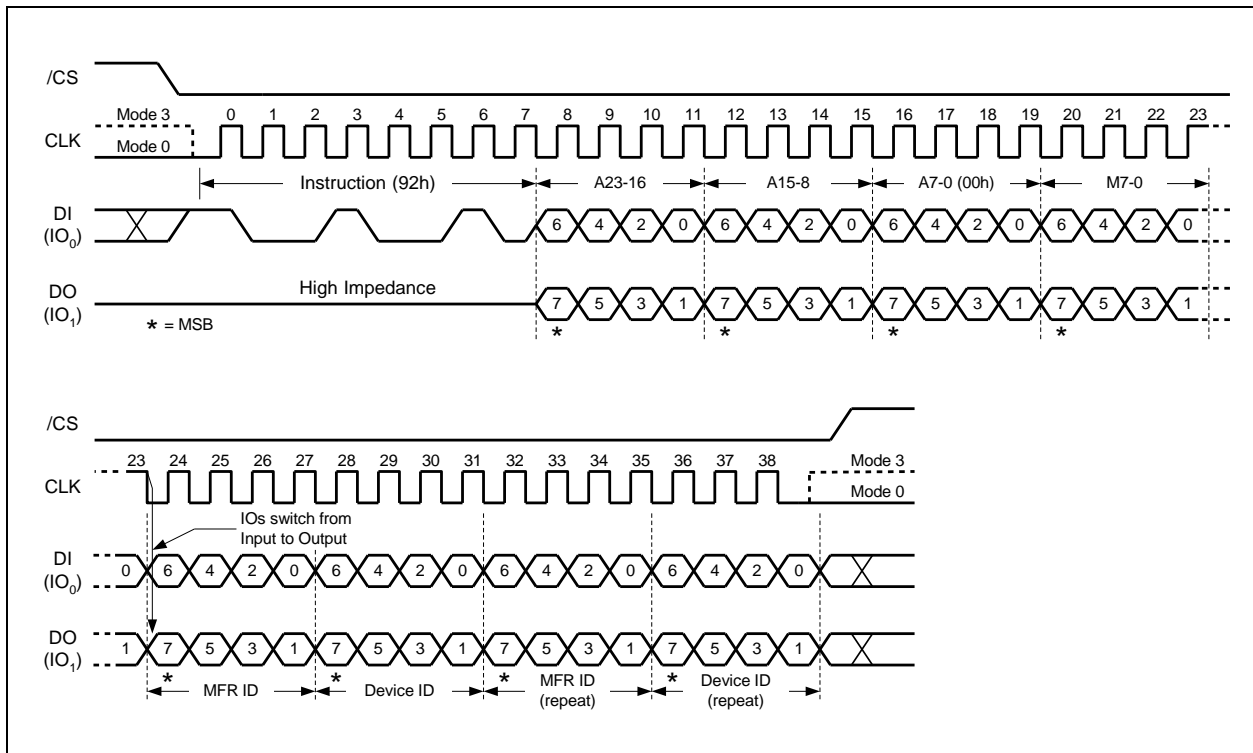 /CS
Mode 3 0 1 2 3 4 5 6 7 8 9 10 11 12 13 14 15 16 17 18 19 20 21 22 23
CLK
Mode 0
Instruction (92h) A23-16 A15-8 A7-0 (00h) M7-0
DI
(IO0) 6 4 2 0 6 4 2 0 6 4 2 0 6 4 2 0
High Impedance
DO
(IO1) 7 5 3 1 7 5 3 1 7 5 3 1 7 5 3 1
* = MSB * * * *
/CS
23 24 25 26 27 28 29 30 31 32 33 34 35 36 37 38 Mode 3
CLK
Mode 0
IOs switch from
Input to Output
DI
(IO0) 0 6 4 2 0 6 4 2 0 6 4 2 0 6 4 2 0
DO
(IO1) 1 7 5 3 1 7 5 3 1 7 5 3 1 7 5 3 1
* * * *
MFR ID Device ID MFR ID
(repeat) Device ID
(repeat)